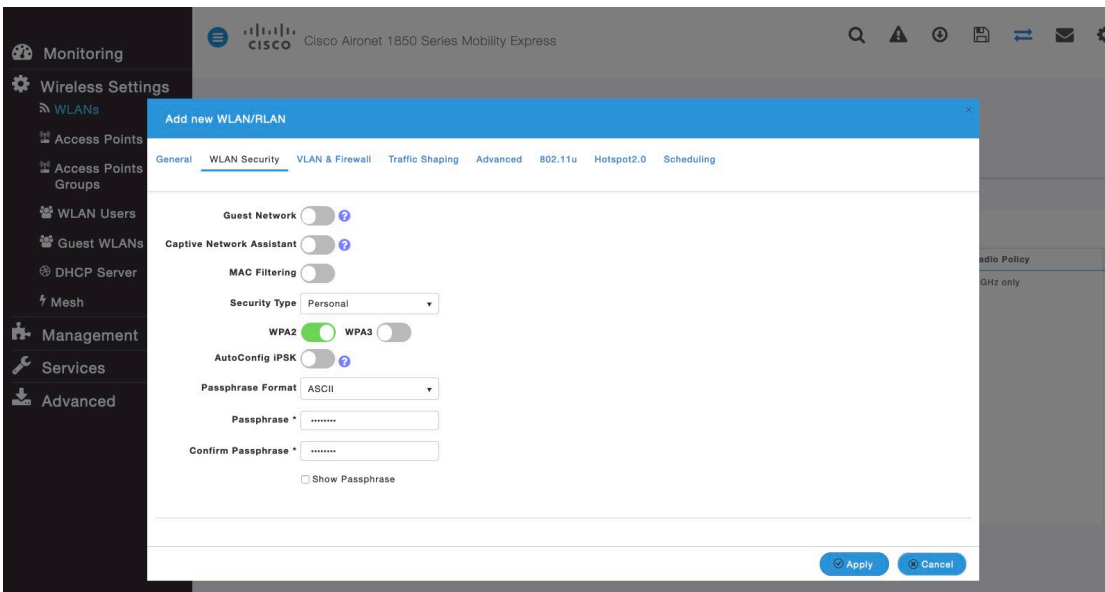 CISCO Cisco Aironet 1850 Series Mobility Express
Monitoring
Wireless Settings
WLANs
Access Points
Access Points
Groups
WLAN Users
Guest WLANs
DHCP Server
Mesh
Management
Services
Advanced
Add new WLAN/RLAN
General WLAN Security VLAN & Firewall Traffic Shaping Advanced 802.11u Hotspot2.0 Scheduling
Guest Network ?
Captive Network Assistant ?
MAC Filtering
Security Type Personal
WPA2 WPA3
AutoConfig iPSK ?
Passphrase Format ASCII
Passphrase * ••••••••
Confirm Passphrase * ••••••••
Show Passphrase
Apply Cancel
adio Policy
GHz only